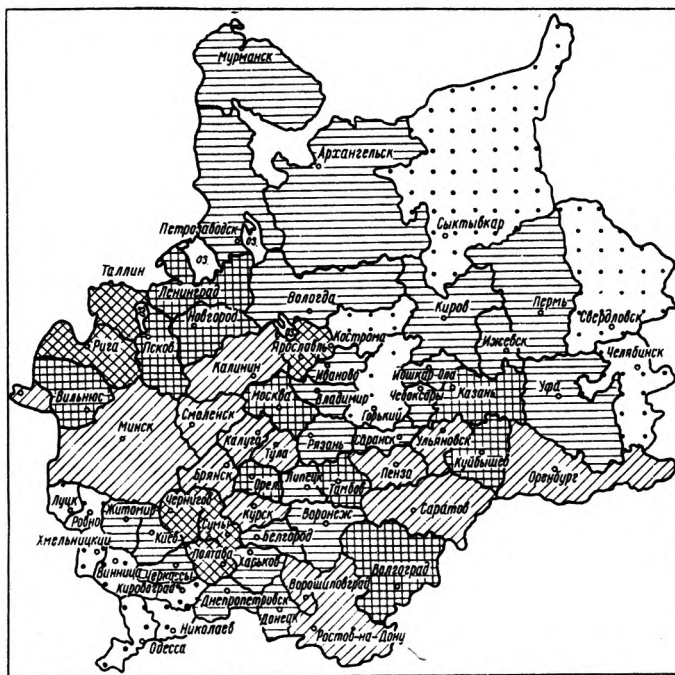 Мурманск
Архангельск
Сыктывкар
Петрозаводск
оз.
оз.
Таллин
Ленинград
Вологда
Киров
Пермь
Свердловск
Новгород
Кострома
Рига
Псков
оз.
Ярославль
Ижевск
Челябинск
Калинин
Иваново
Йошкар-Ола
Вильнюс
Москва
Владимир
Чебоксары
Казань
Уфа
Смоленск
Горький
Минск
Калуга
Рязань
Саранск
Ульяновск
Тула
Куйбышев
Брянск
Орел
Липецк
Тамбов
Пенза
Оренбург
Луцк
Ровно
Житомир
Чернигов
Курск
Воронеж
Саратов
Киев
Сумы
Белгород
Хмельницкий
Полтава
Харьков
Винница
Черкассы
Волгоград
Кировоград
Днепропетровск
Ворошиловград
Донецк
Николаев
Ростов-на-Дону
Одесса